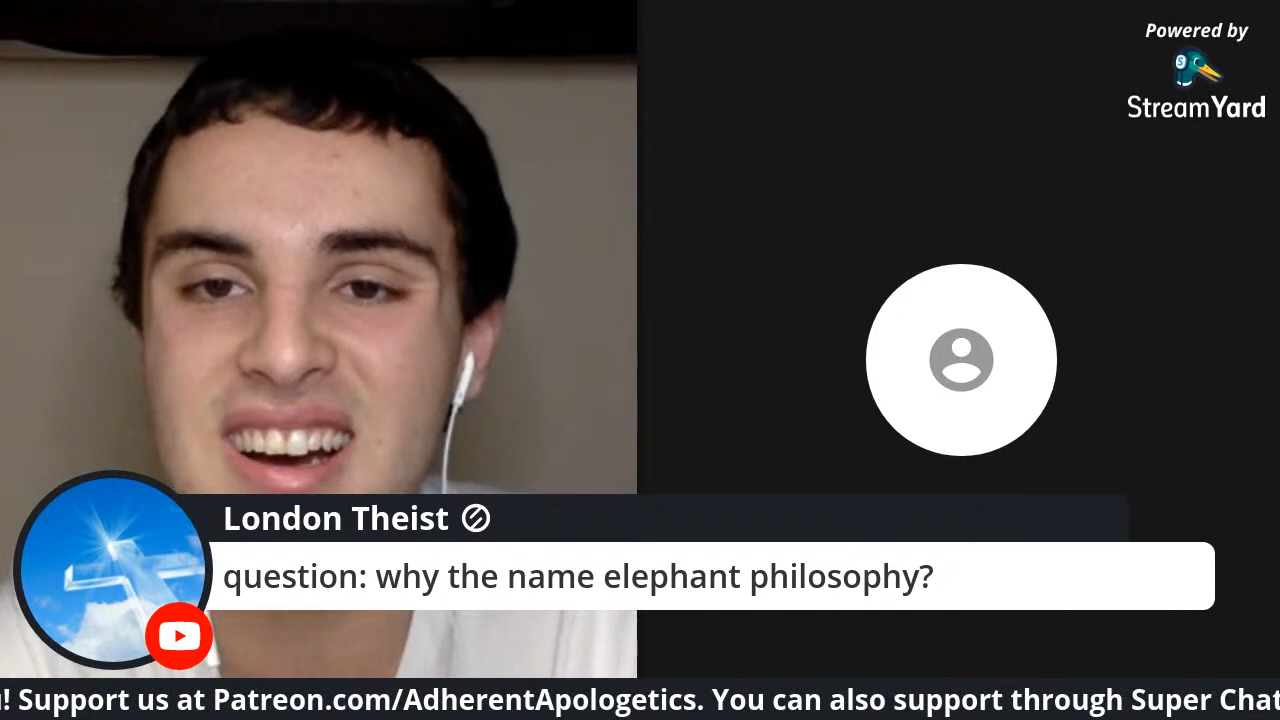 Powered by
StreamYard
London Theist
question: why the name elephant philosophy?
! Support us at Patreon.com/AdherentApologetics. You can also support through Super Chat